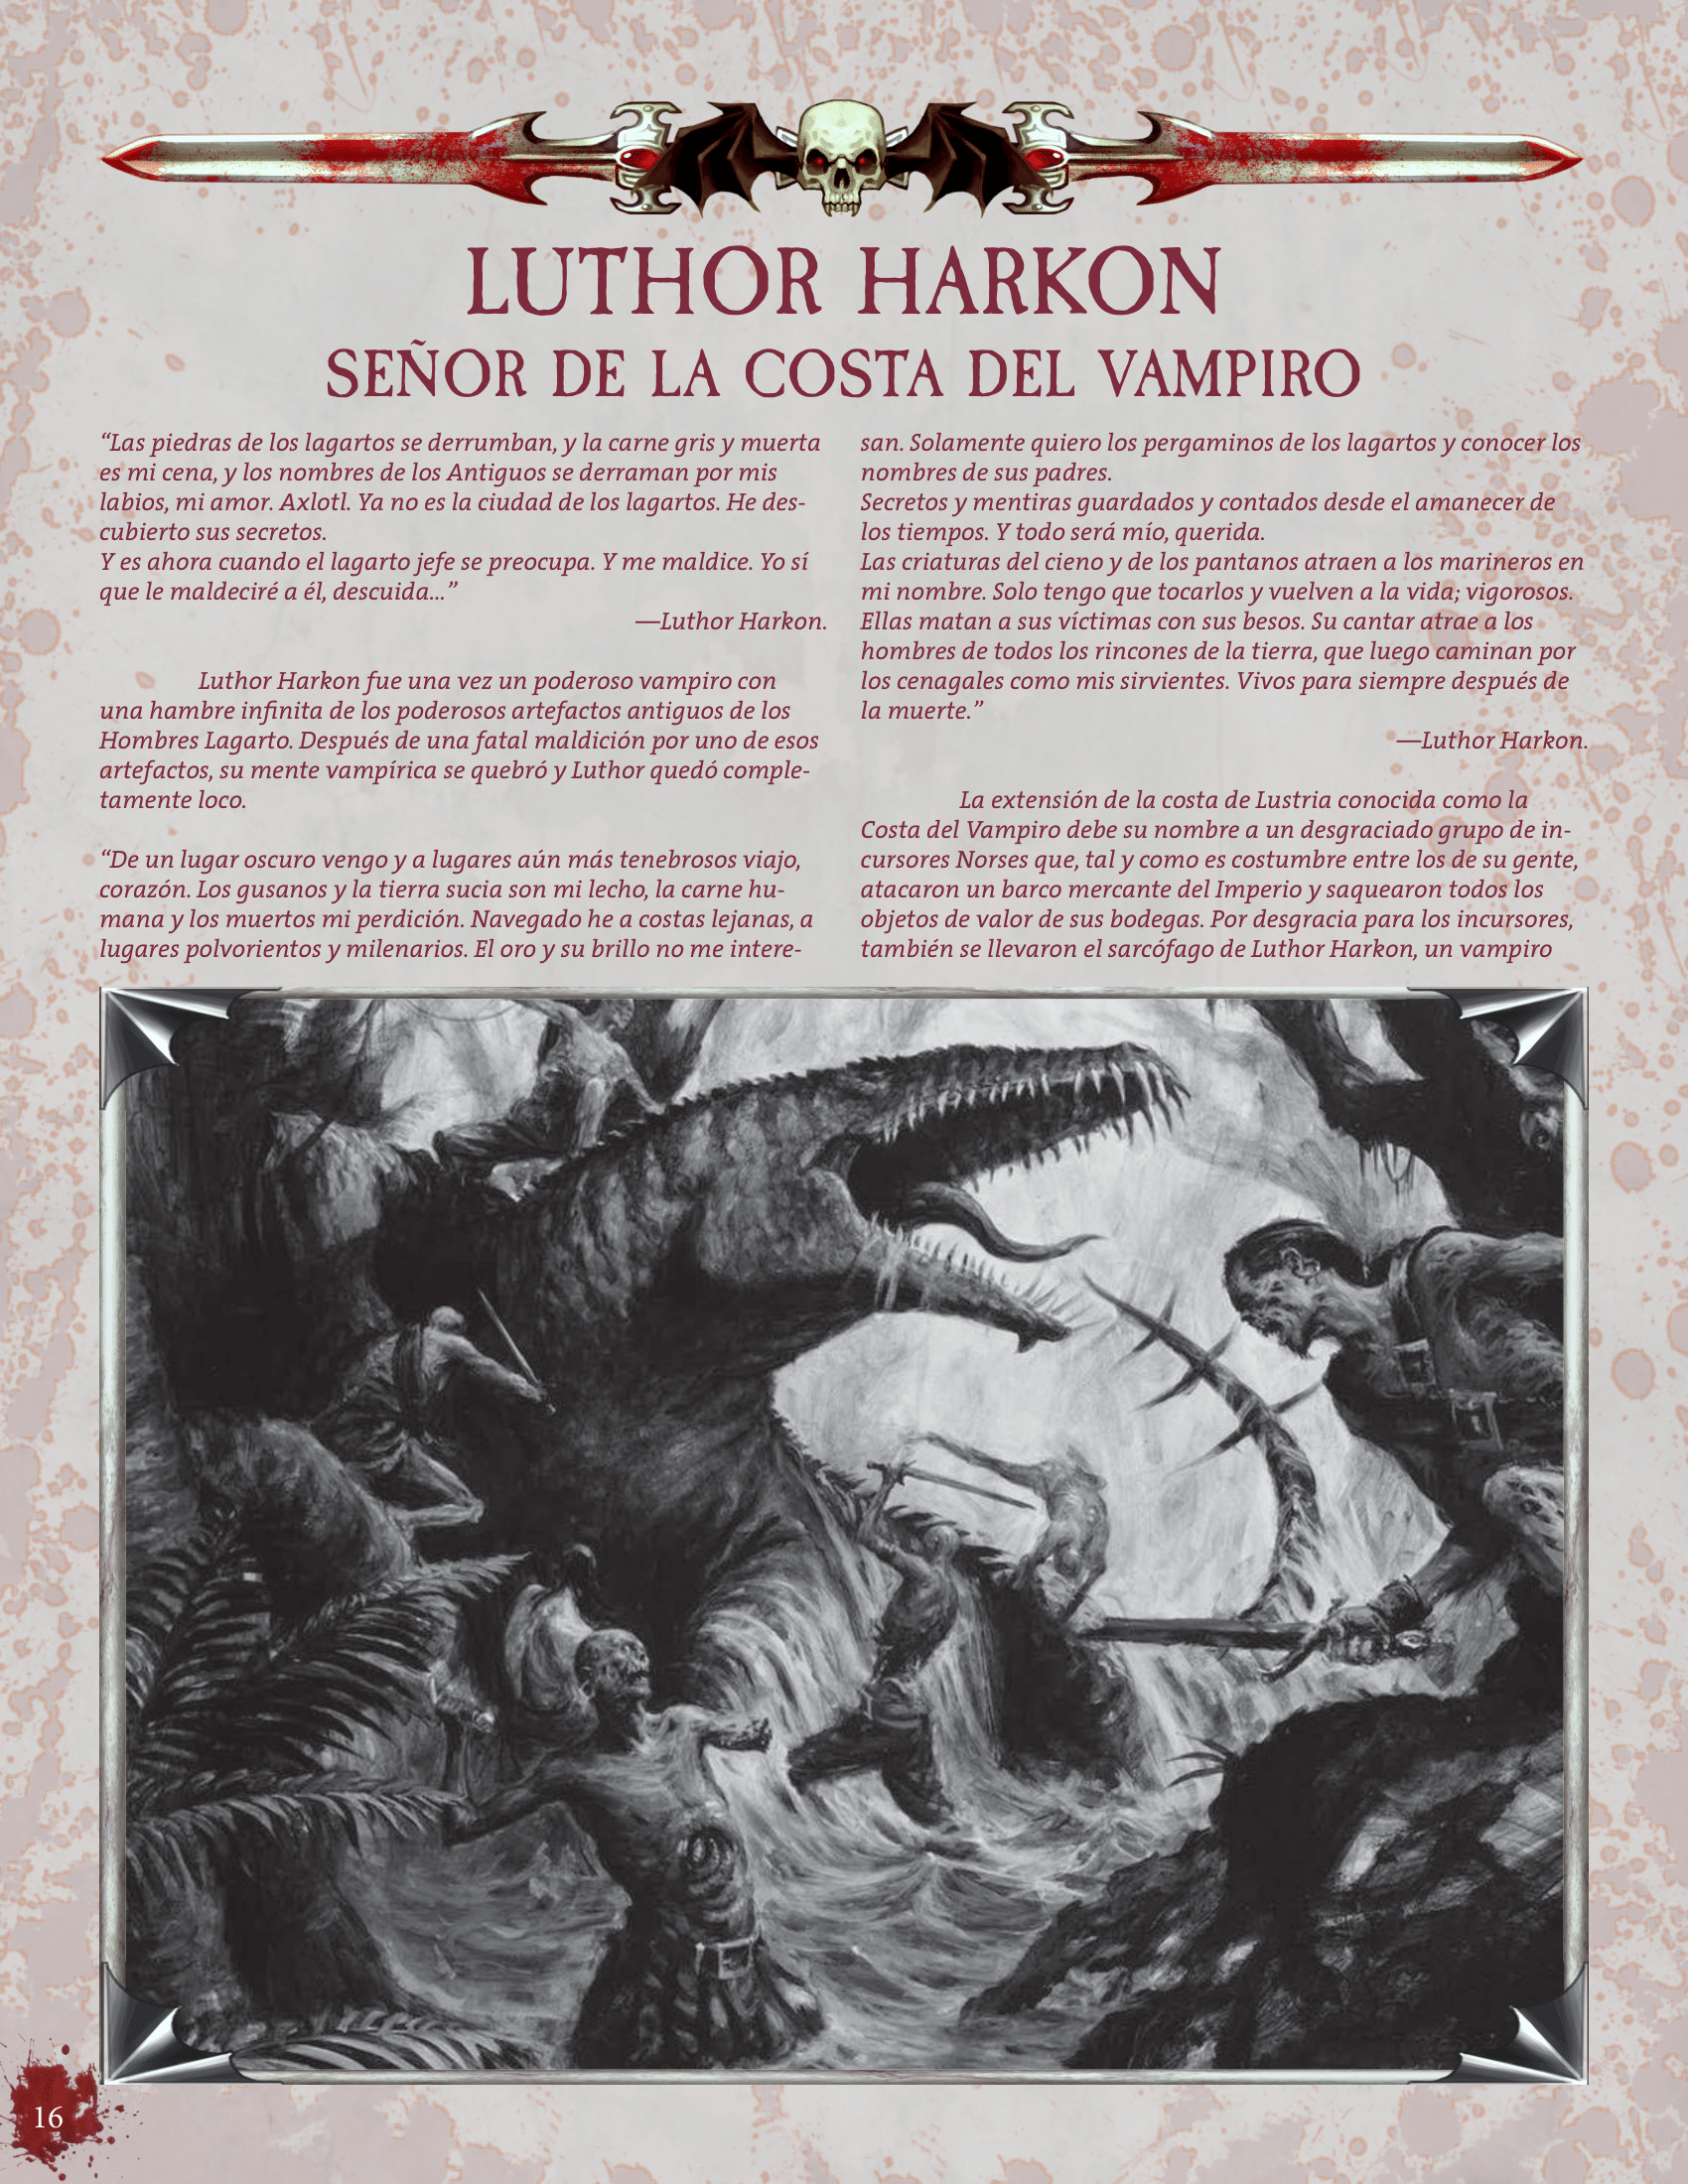 LUTHOR HARKON
SEÑOR DE LA COSTA DEL VAMPIRO
“Las piedras de los lagartos se derrumban, y la carne gris y muerta
es mi cena, y los nombres de los Antiguos se derraman por mis
labios, mi amor. Axlotl. Ya no es la ciudad de los lagartos. He des-
cubierto sus secretos.
Y es ahora cuando el lagarto jefe se preocupa. Y me maldice. Yo sí
que le maldeciré a él, descuida...”
—Luthor Harkon.
Luthor Harkon fue una vez un poderoso vampiro con
una hambre infinita de los poderosos artefactos antiguos de los
Hombres Lagarto. Después de una fatal maldición por uno de esos
artefactos, su mente vampírica se quebró y Luthor quedó comple-
tamente loco.
“De un lugar oscuro vengo y a lugares aún más tenebrosos viajo,
corazón. Los gusanos y la tierra sucia son mi lecho, la carne hu-
mana y los muertos mi perdición. Navegado he a costas lejanas, a
lugares polvorientos y milenarios. El oro y su brillo no me intere-
san. Solamente quiero los pergaminos de los lagartos y conocer los
nombres de sus padres.
Secretos y mentiras guardados y contados desde el amanecer de
los tiempos. Y todo será mío, querida.
Las criaturas del cieno y de los pantanos atraen a los marineros en
mi nombre. Solo tengo que tocarlos y vuelven a la vida; vigorosos.
Ellas matan a sus víctimas con sus besos. Su cantar atrae a los
hombres de todos los rincones de la tierra, que luego caminan por
los cenagales como mis sirvientes. Vivos para siempre después de
la muerte.”
—Luthor Harkon.
La extensión de la costa de Lustria conocida como la
Costa del Vampiro debe su nombre a un desgraciado grupo de in-
cursores Norses que, tal y como es costumbre entre los de su gente,
atacaron un barco mercante del Imperio y saquearon todos los
objetos de valor de sus bodegas. Por desgracia para los incursores,
también se llevaron el sarcófago de Luthor Harkon, un vampiro
16